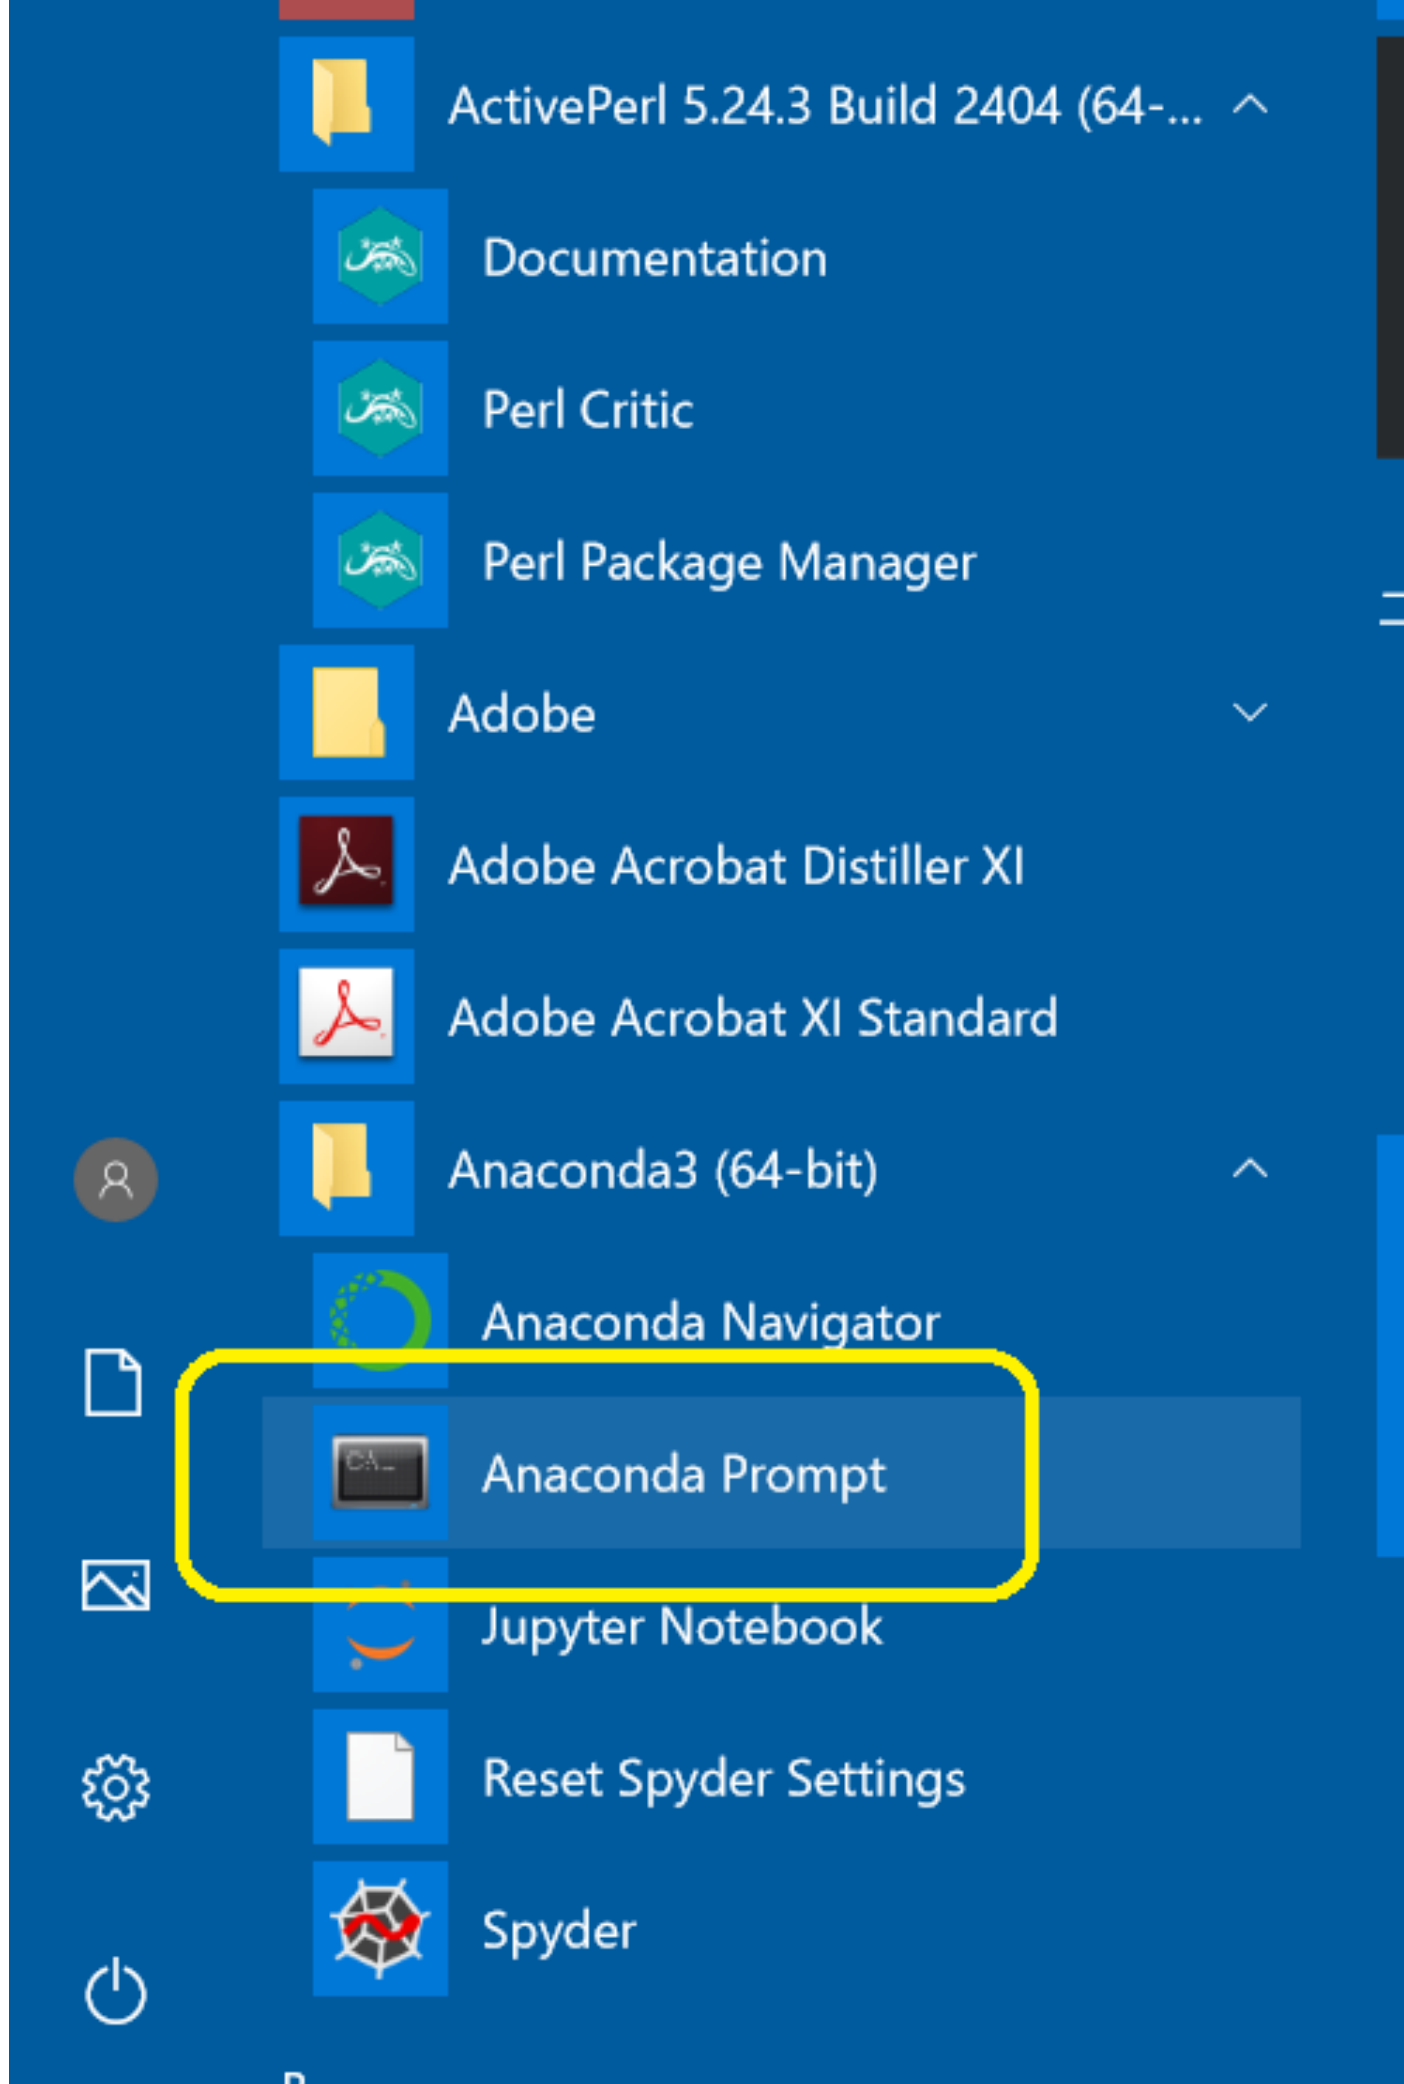 ActivePerl 5.24.3 Build 2404 (64-...
Documentation
Perl Critic
Perl Package Manager
Adobe
Adobe Acrobat Distiller XI
Adobe Acrobat XI Standard
Anaconda3 (64-bit)
Anaconda Navigator
C:\_
Anaconda Prompt
Jupyter Notebook
Reset Spyder Settings
Spyder